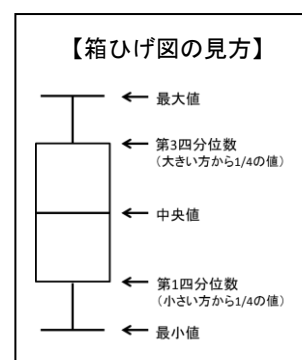 【箱ひげ図の見方】
← 最大値
← 第3四分位数
（大きい方から1/4の値）
← 中央値
← 第1四分位数
（小さい方から1/4の値）
← 最小値